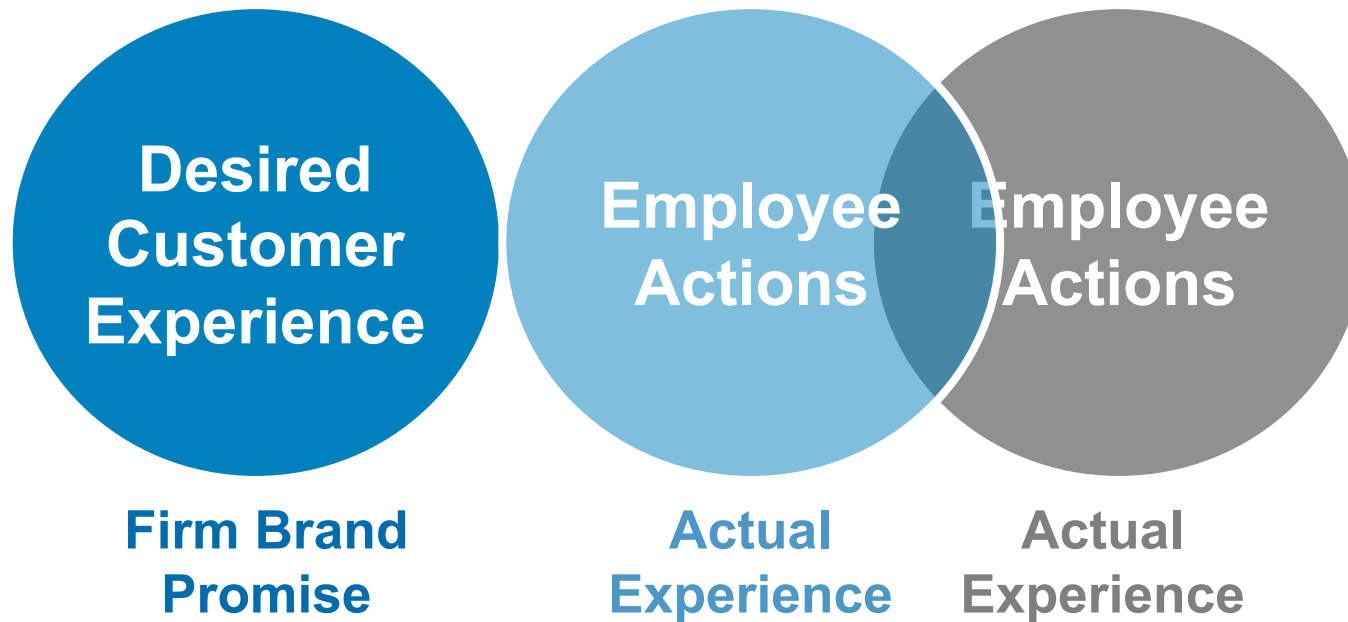 Desired
Customer
Experience
Employee
Actions
Employee
Actions
Firm Brand
Promise
Actual
Experience
Actual
Experience